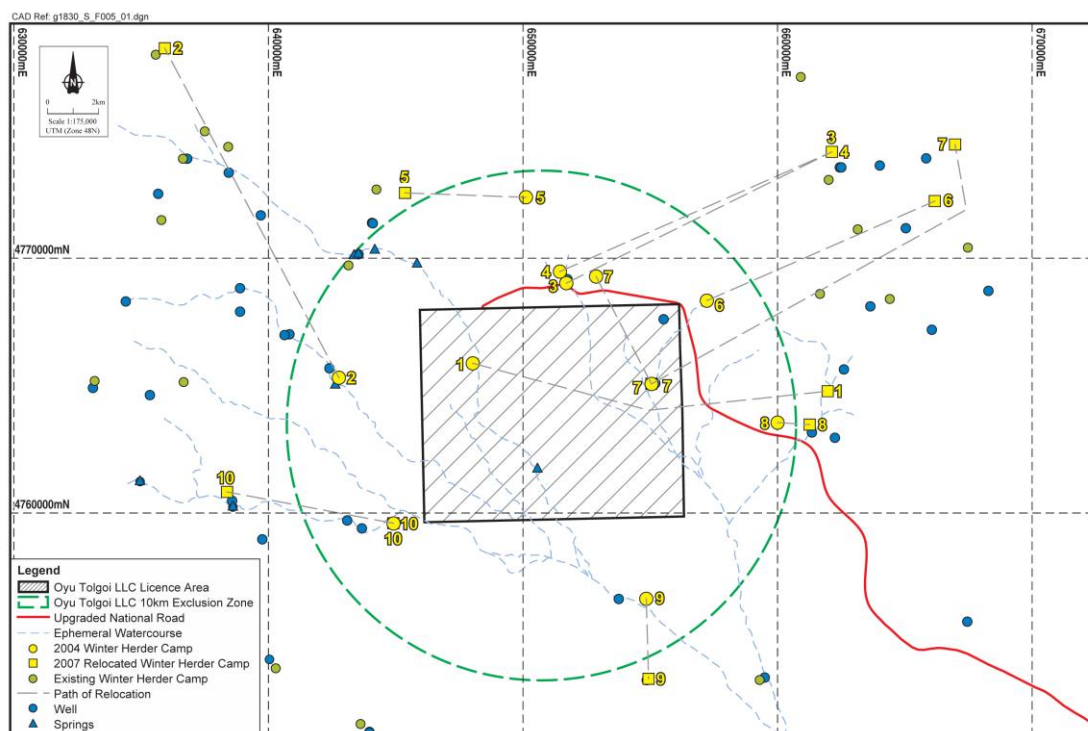 CAD Ref: g1830_S_F005_01.dgn
630000mE
640000mE
650000mE
660000mE
670000mE
N
0 2km
Scale 1:175,000
UTM (Zone 48N)
2
3
4
7
5
5
6
4770000mN
4
3
7
6
1
2
7
7
1
8
8
10
4760000mN
10
10
9
9
Legend
Oyu Tolgoi LLC Licence Area
Oyu Tolgoi LLC 10km Exclusion Zone
Upgraded National Road
Ephemeral Watercourse
2004 Winter Herder Camp
2007 Relocated Winter Herder Camp
Existing Winter Herder Camp
Path of Relocation
Well
Springs